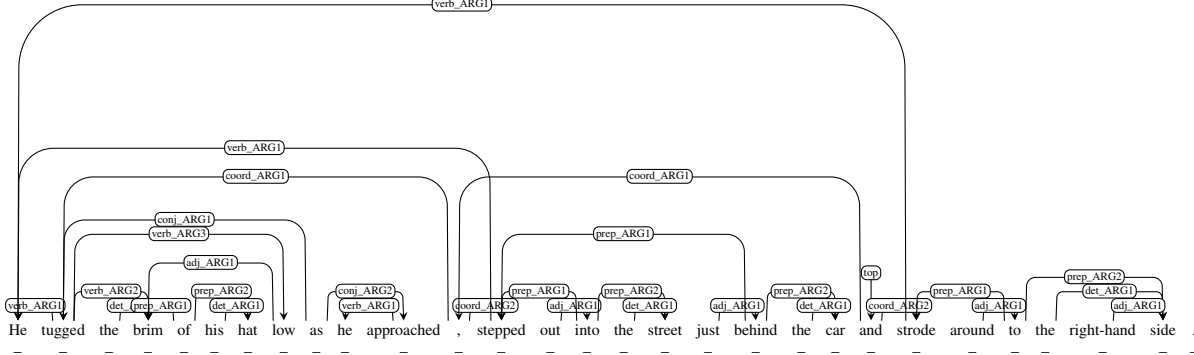 verb_ARG1
verb_ARG1
coord_ARG1 coord_ARG1
conj_ARG1
verb_ARG3 prep_ARG1
adj_ARG1
top
prep_ARG2
verb_ARG2 prep_ARG2 conj_ARG2 prep_ARG1 prep_ARG2 prep_ARG2 prep_ARG1 det_ARG1
verb_ARG1 det_ prep_ARG1 det_ARG1 verb_ARG1 coord_ARG2 adj_ARG1 det_ARG1 adj_ARG1 det_ARG1 coord_ARG2 adj_ARG1 adj_ARG1
He tugged the brim of his hat low as he approached , stepped out into the street just behind the car and strode around to the right-hand side .
_ _ _ _ _ _ _ _ _ _ _ _ _ _ _ _ _ _ _ _ _ _ _ _ _ _ _ _ _